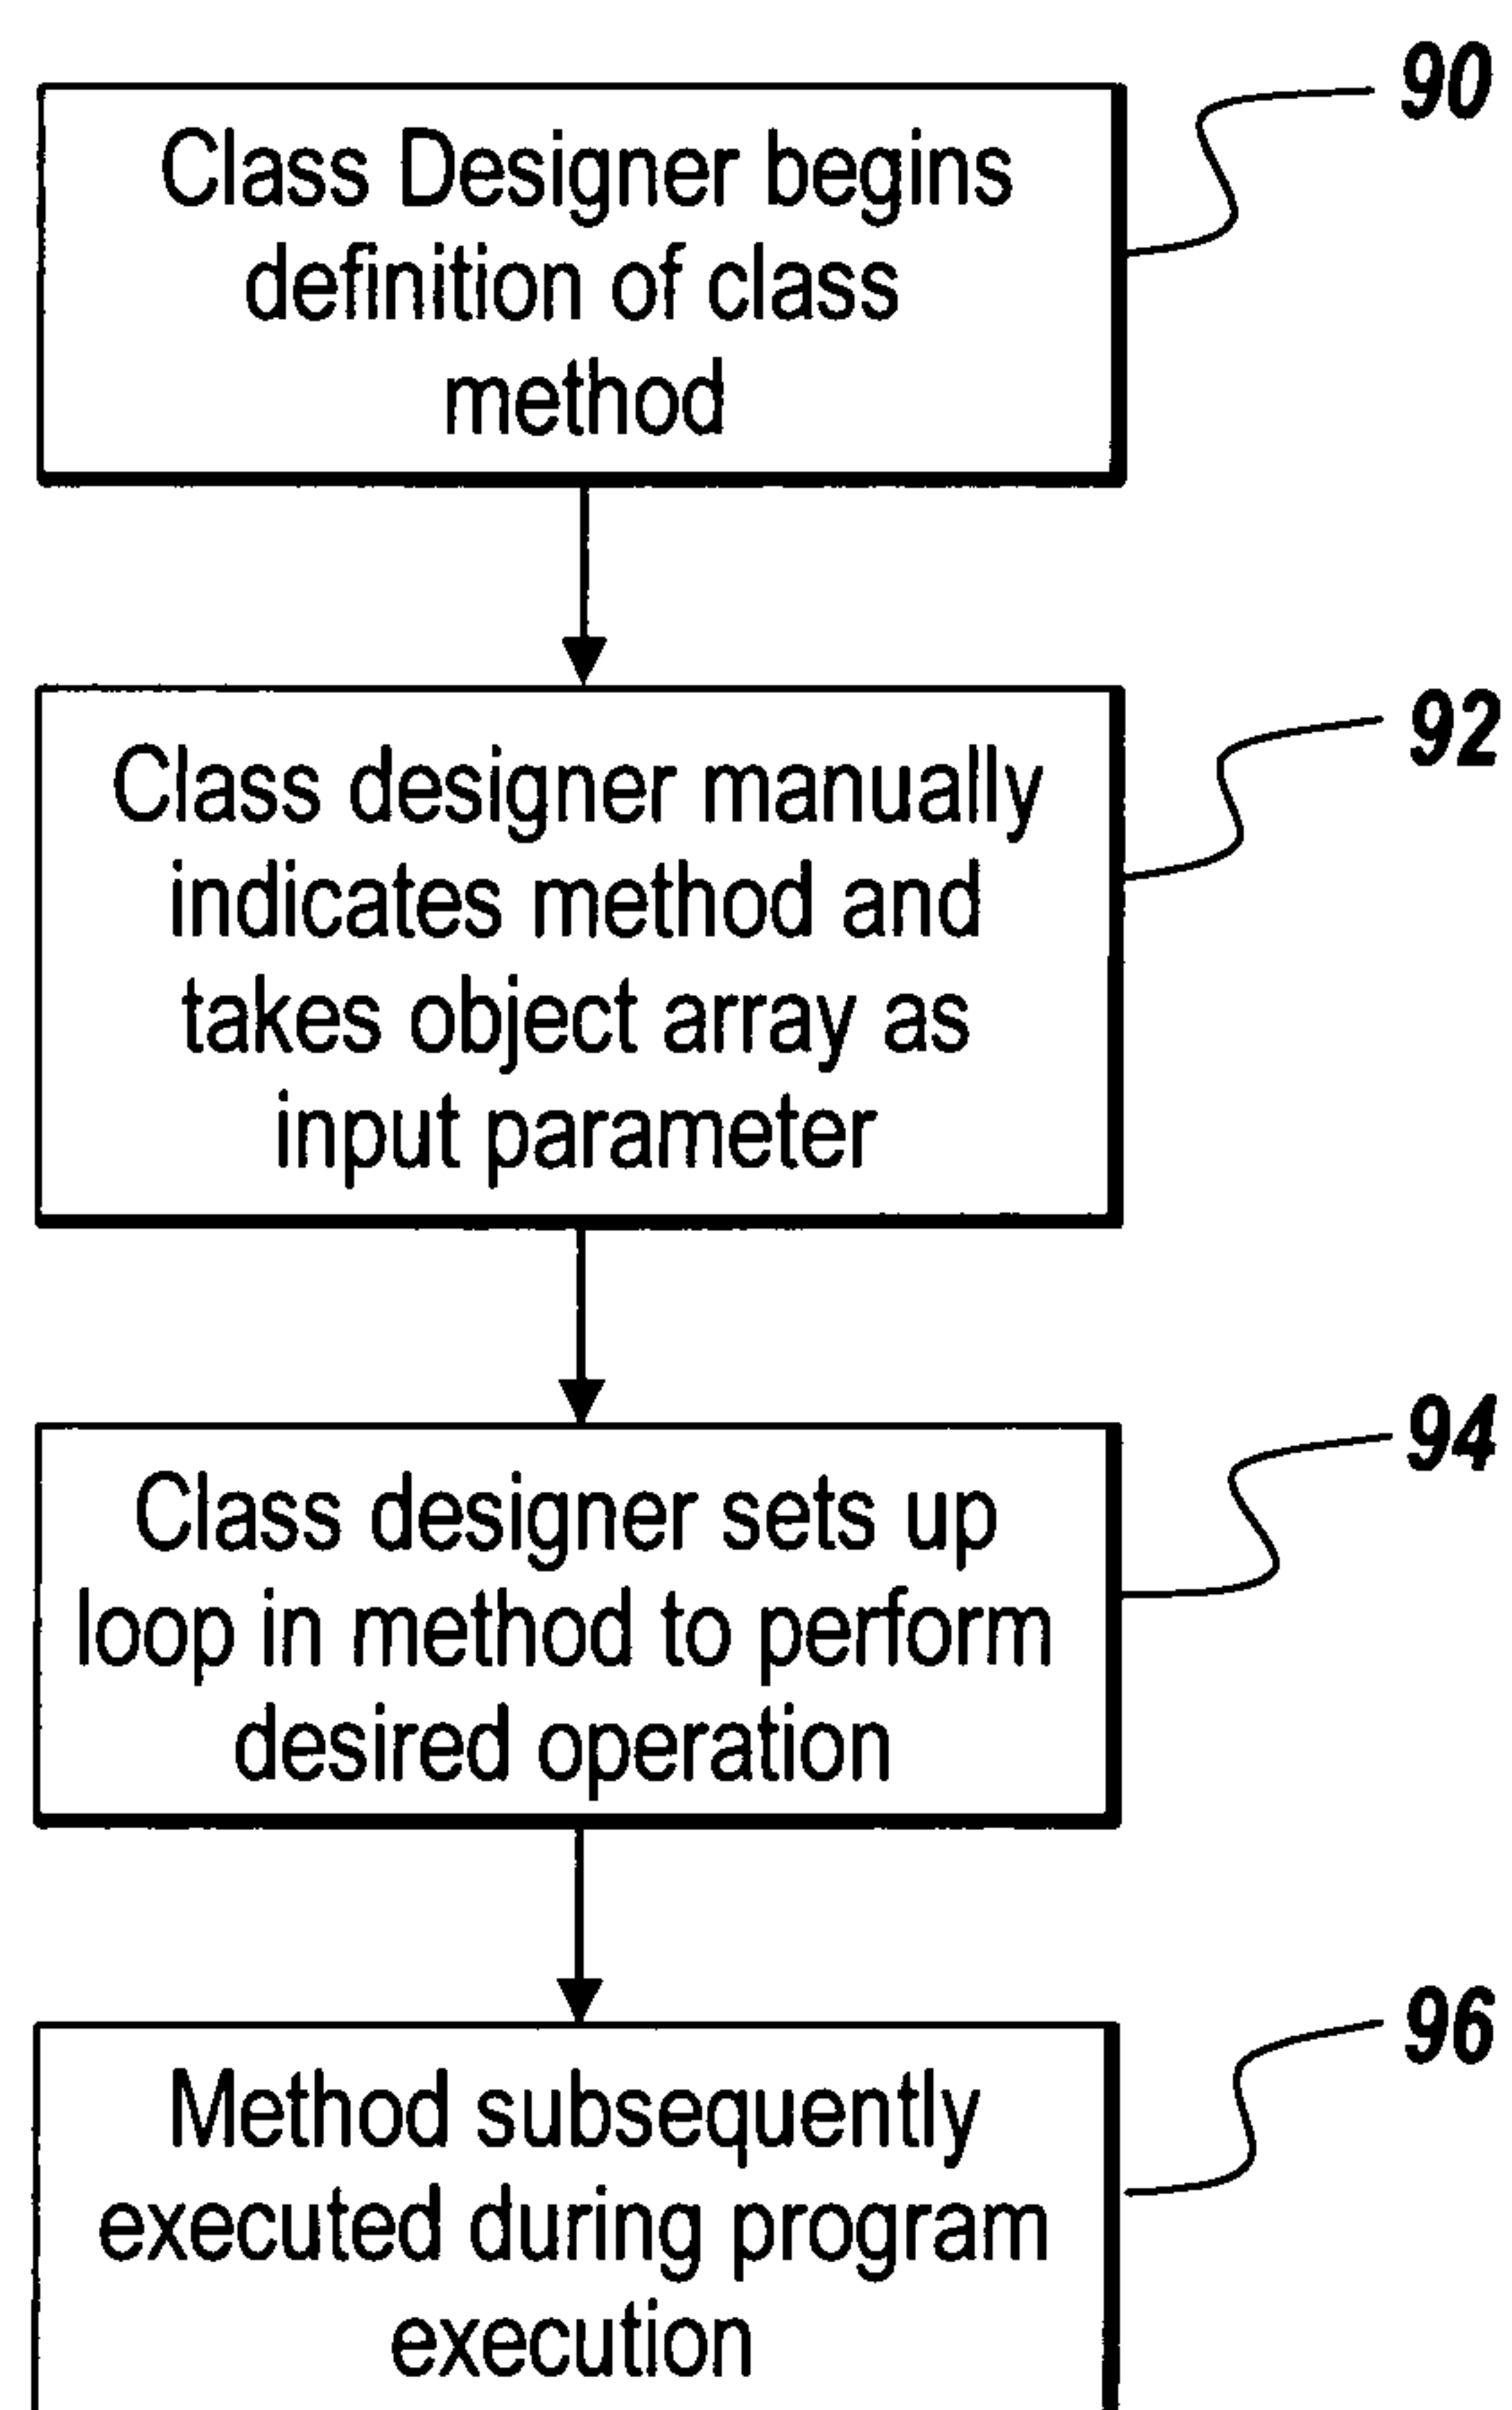 90
Class Designer begins
definition of class
method
92
Class designer manually
indicates method and
takes object array as
input parameter
94
Class designer sets up
loop in method to perform
desired operation
96
Method subsequently
executed during program
execution